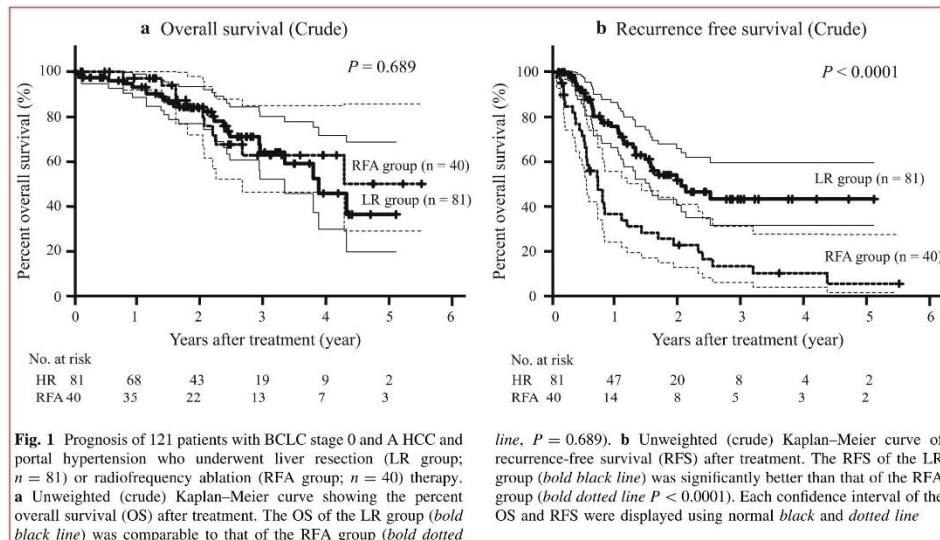 a Overall survival (Crude)
P = 0.689
Percent overall survival (%)
100
80
60
40
20
0
RFA group (n = 40)
LR group (n = 81)
0 1 2 3 4 5 6
Years after treatment (year)
No. at risk
HR 81 68 43 19 9 2
RFA 40 35 22 13 7 3
b Recurrence free survival (Crude)
P < 0.0001
Percent overall survival (%)
100
80
60
40
20
0
LR group (n = 81)
RFA group (n = 40)
0 1 2 3 4 5 6
Years after treatment (year)
No. at risk
HR 81 47 20 8 4 2
RFA 40 14 8 5 3 2
Fig. 1 Prognosis of 121 patients with BCLC stage 0 and A HCC and
portal hypertension who underwent liver resection (LR group;
n = 81) or radiofrequency ablation (RFA group; n = 40) therapy.
a Unweighted (crude) Kaplan–Meier curve showing the percent
overall survival (OS) after treatment. The OS of the LR group (bold
black line) was comparable to that of the RFA group (bold dotted
line, P = 0.689). b Unweighted (crude) Kaplan–Meier curve of
recurrence-free survival (RFS) after treatment. The RFS of the LR
group (bold black line) was significantly better than that of the RFA
group (bold dotted line P < 0.0001). Each confidence interval of the
OS and RFS were displayed using normal black and dotted line